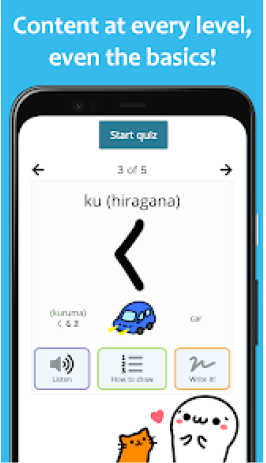 Content at every level,
even the basics!
Start quiz
3 of 5
ku (hiragana)
く
(kuruma)
くるま
car
Listen
How to draw
Write it!